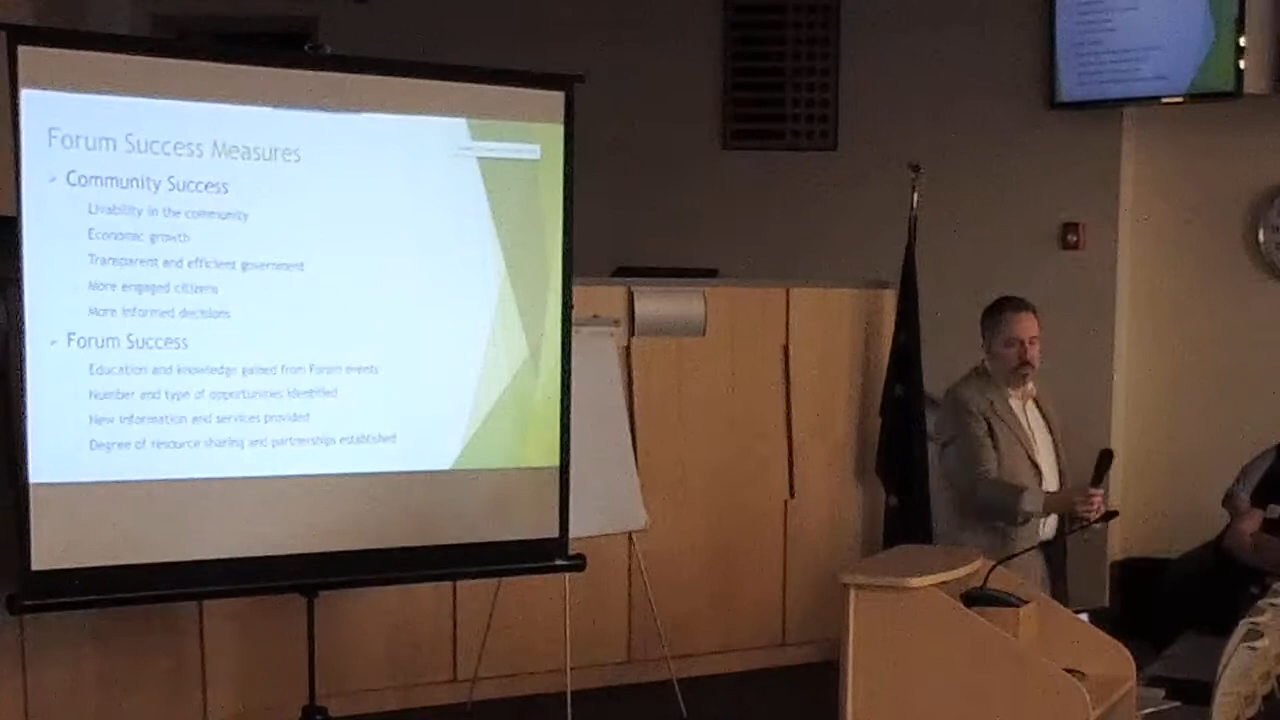 Forum Success Measures
Community Success
Livability in the community
Economic growth
Transparent and efficient government
More engaged citizens
More informed decisions
Forum Success
Education and knowledge gained from Forum events
Number and type of opportunities identified
New information and services provided
Degree of resource sharing and partnerships established